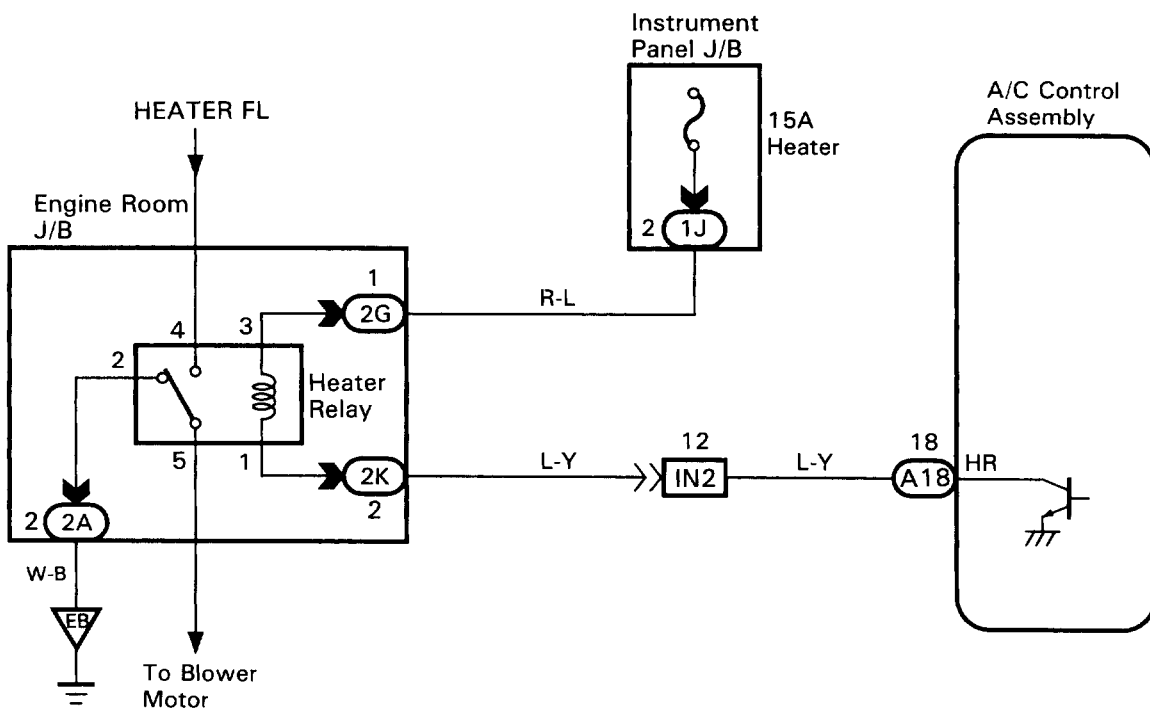 Instrument
Panel J/B
A/C Control
Assembly
HEATER FL
15A
Heater
Engine Room
J/B
2 1J
1
2G
R-L
4 3
2
Heater
Relay
5 1
12
18
L-Y
L-Y
HR
2K
IN2
A18
2
2 2A
W-B
EB
To Blower
Motor